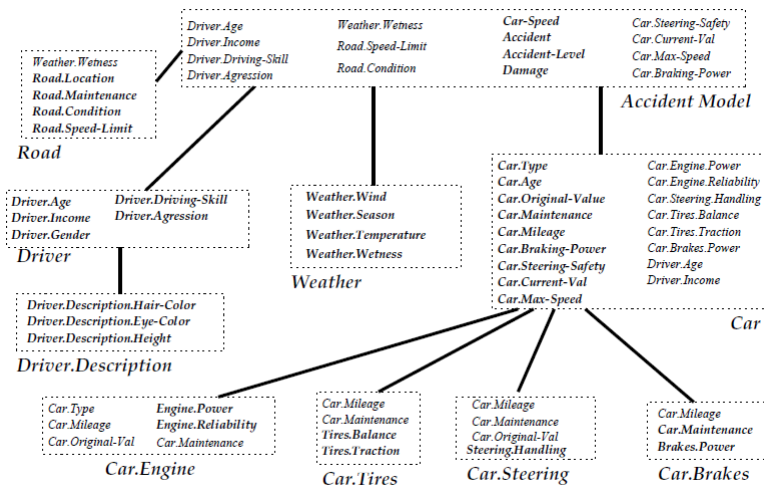 Driver.Age
Driver.Income
Driver.Driving-Skill
Driver.Agression
Weather.Wetness
Road.Speed-Limit
Road.Condition
Car-Speed
Accident
Accident-Level
Damage
Car.Steering-Safety
Car.Current-Val
Car.Max-Speed
Car.Braking-Power
Accident Model
Weather.Wetness
Road.Location
Road.Maintenance
Road.Condition
Road.Speed-Limit
Road
Driver.Age
Driver.Income
Driver.Gender
Driver.Driving-Skill
Driver.Agression
Driver
Weather.Wind
Weather.Season
Weather.Temperature
Weather.Wetness
Weather
Car.Type
Car.Age
Car.Original-Value
Car.Maintenance
Car.Mileage
Car.Braking-Power
Car.Steering-Safety
Car.Current-Val
Car.Max-Speed
Car.Engine.Power
Car.Engine.Reliability
Car.Steering.Handling
Car.Tires.Balance
Car.Tires.Traction
Car.Brakes.Power
Driver.Age
Driver.Income
Car
Driver.Description.Hair-Color
Driver.Description.Eye-Color
Driver.Description.Height
Driver.Description
Car.Type
Car.Mileage
Car.Original-Val
Engine.Power
Engine.Reliability
Car.Maintenance
Car.Engine
Car.Mileage
Car.Maintenance
Tires.Balance
Tires.Traction
Car.Tires
Car.Mileage
Car.Maintenance
Car.Original-Val
Steering.Handling
Car.Steering
Car.Mileage
Car.Maintenance
Brakes.Power
Car.Brakes